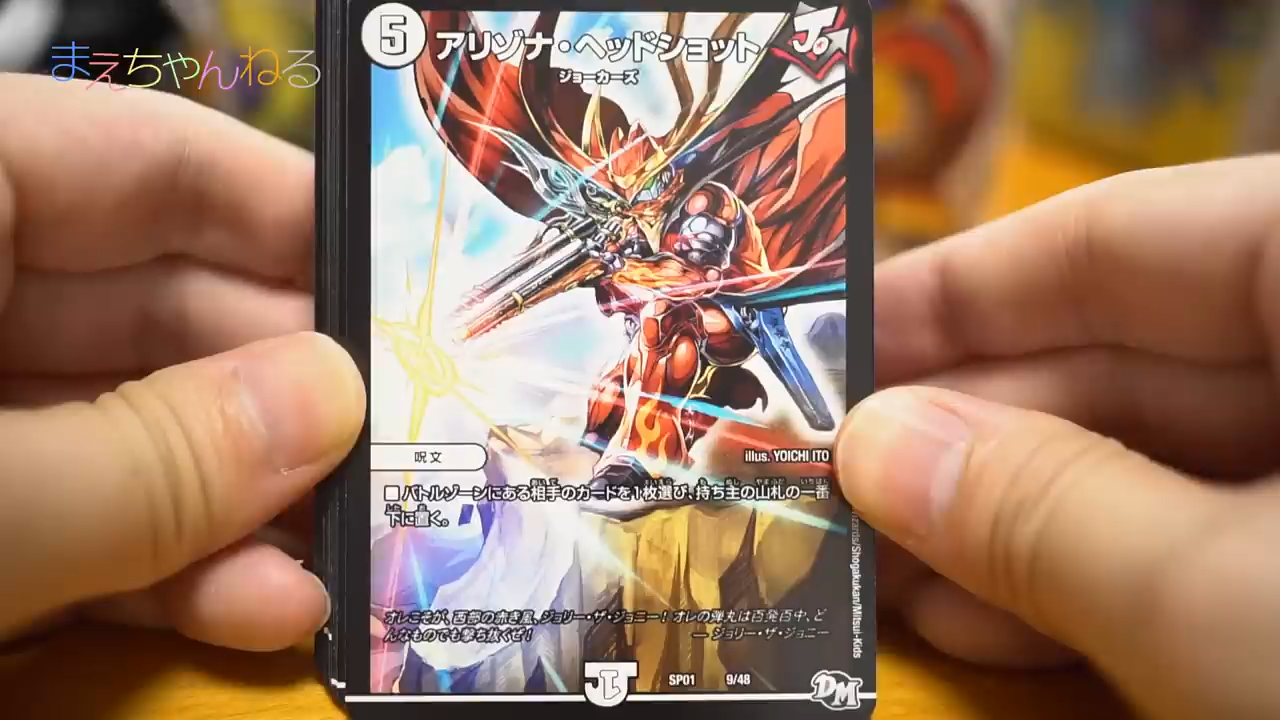 まえちゃんねる
5
アリゾナ・ヘッドショット
ジョーカーズ
J.
呪文
illus. YOICHI ITO
■ バトルゾーンにある相手のカードを1枚選び、持ち主の山札の一番
下に置く。
オレこそが、西部の赤き風、ジョリー・ザ・ジョニー！オレの弾丸は百発百中、ど
んなものでも撃ち抜くぜ！ ― ジョリー・ザ・ジョニー
SP01 9/48
DM
izards/Shogakukan/Mitsui-Kids